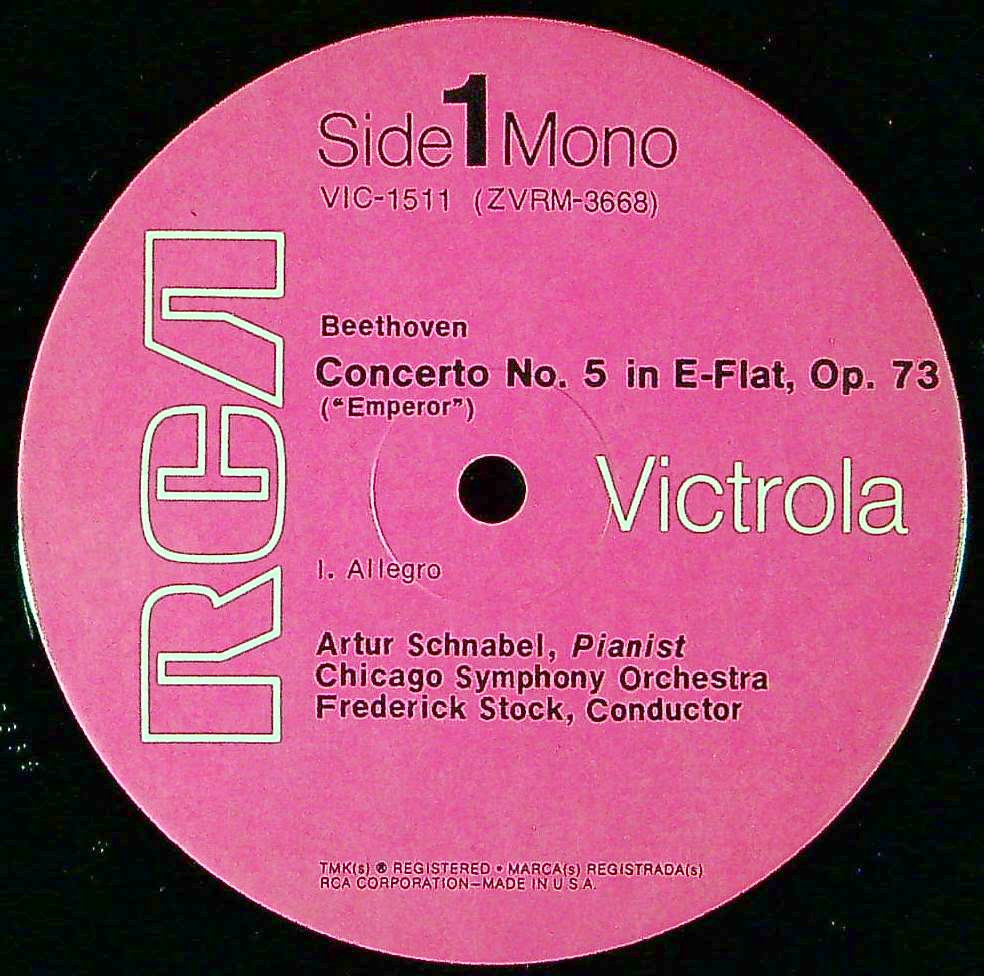 Side 1 Mono
VIC-1511 (ZVRM-3668)
RCA
Beethoven
Concerto No. 5 in E-Flat, Op. 73
("Emperor")
Victrola
I. Allegro
Artur Schnabel, Pianist
Chicago Symphony Orchestra
Frederick Stock, Conductor
TMK(s) ® REGISTERED • MARCA(s) REGISTRADA(s)
RCA CORPORATION—MADE IN U.S.A.